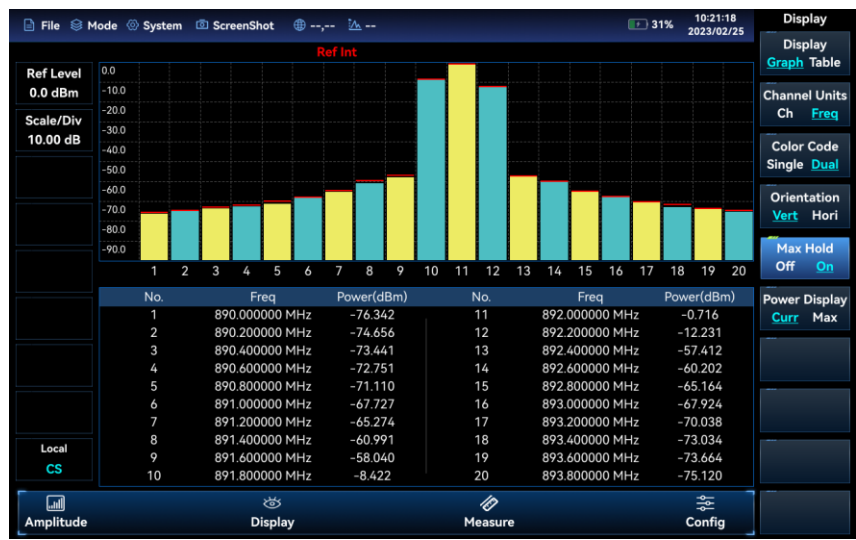 File Mode System ScreenShot --,-- -- 31% 10:21:18 2023/02/25
Ref Int
Ref Level
0.0 dBm
Scale/Div
10.00 dB
Local
CS
0.0
-10.0
-20.0
-30.0
-40.0
-50.0
-60.0
-70.0
-80.0
-90.0
1 2 3 4 5 6 7 8 9 10 11 12 13 14 15 16 17 18 19 20
No. Freq Power(dBm) No. Freq Power(dBm)
1 890.000000 MHz -76.342 11 892.000000 MHz -0.716
2 890.200000 MHz -74.656 12 892.200000 MHz -12.231
3 890.400000 MHz -73.441 13 892.400000 MHz -57.412
4 890.600000 MHz -72.751 14 892.600000 MHz -60.202
5 890.800000 MHz -71.110 15 892.800000 MHz -65.164
6 891.000000 MHz -67.727 16 893.000000 MHz -67.924
7 891.200000 MHz -65.274 17 893.200000 MHz -70.038
8 891.400000 MHz -60.991 18 893.400000 MHz -73.034
9 891.600000 MHz -58.040 19 893.600000 MHz -73.664
10 891.800000 MHz -8.422 20 893.800000 MHz -75.120
Display
Display
Graph Table
Channel Units
Ch Freq
Color Code
Single Dual
Orientation
Vert Hori
Max Hold
Off On
Power Display
Curr Max
Amplitude Display Measure Config